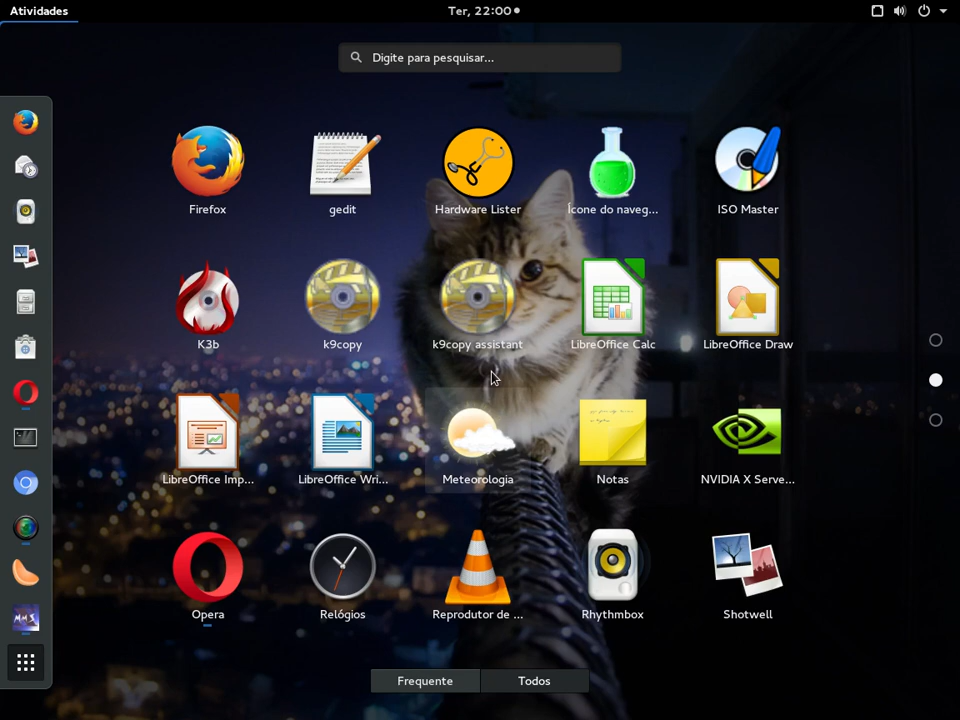 Atividades
Ter, 22:00
Digite para pesquisar...
Firefox
gedit
Hardware Lister
Ícone do naveg...
ISO Master
K3b
k9copy
k9copy assistant
LibreOffice Calc
LibreOffice Draw
LibreOffice Imp...
LibreOffice Wri...
Meteorologia
Notas
NVIDIA X Serve...
Opera
Relógios
Reprodutor de ...
Rhythmbox
Shotwell
Frequente
Todos